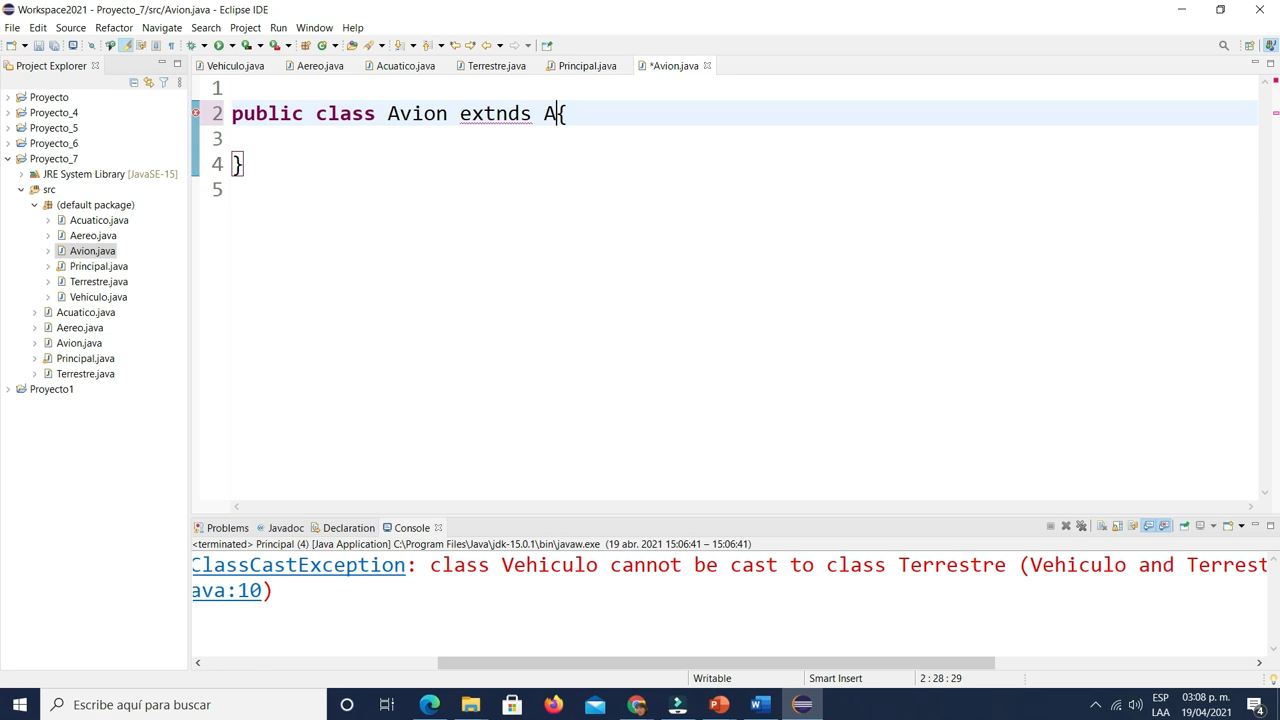 Workspace2021 - Proyecto_7/src/Avion.java - Eclipse IDE
File Edit Source Refactor Navigate Search Project Run Window Help
Project Explorer
Vehiculo.java Aereo.java Acuatico.java Terrestre.java Principal.java *Avion.java
Proyecto
Proyecto_4
Proyecto_5
Proyecto_6
Proyecto_7
JRE System Library [JavaSE-15]
src
(default package)
Acuatico.java
Aereo.java
Avion.java
Principal.java
Terrestre.java
Vehiculo.java
Acuatico.java
Aereo.java
Avion.java
Principal.java
Terrestre.java
Proyecto1
1
2 public class Avion extnds A{
3
4 }
5
Problems Javadoc Declaration Console
<terminated> Principal (4) [Java Application] C:\Program Files\Java\jdk-15.0.1\bin\javaw.exe (19 abr. 2021 15:06:41 – 15:06:41)
ClassCastException: class Vehiculo cannot be cast to class Terrestre (Vehiculo and Terrest
ava:10)
Writable Smart Insert 2 : 28 : 29
Escribe aquí para buscar
ESP
LAA
03:08 p. m.
19/04/2021
4